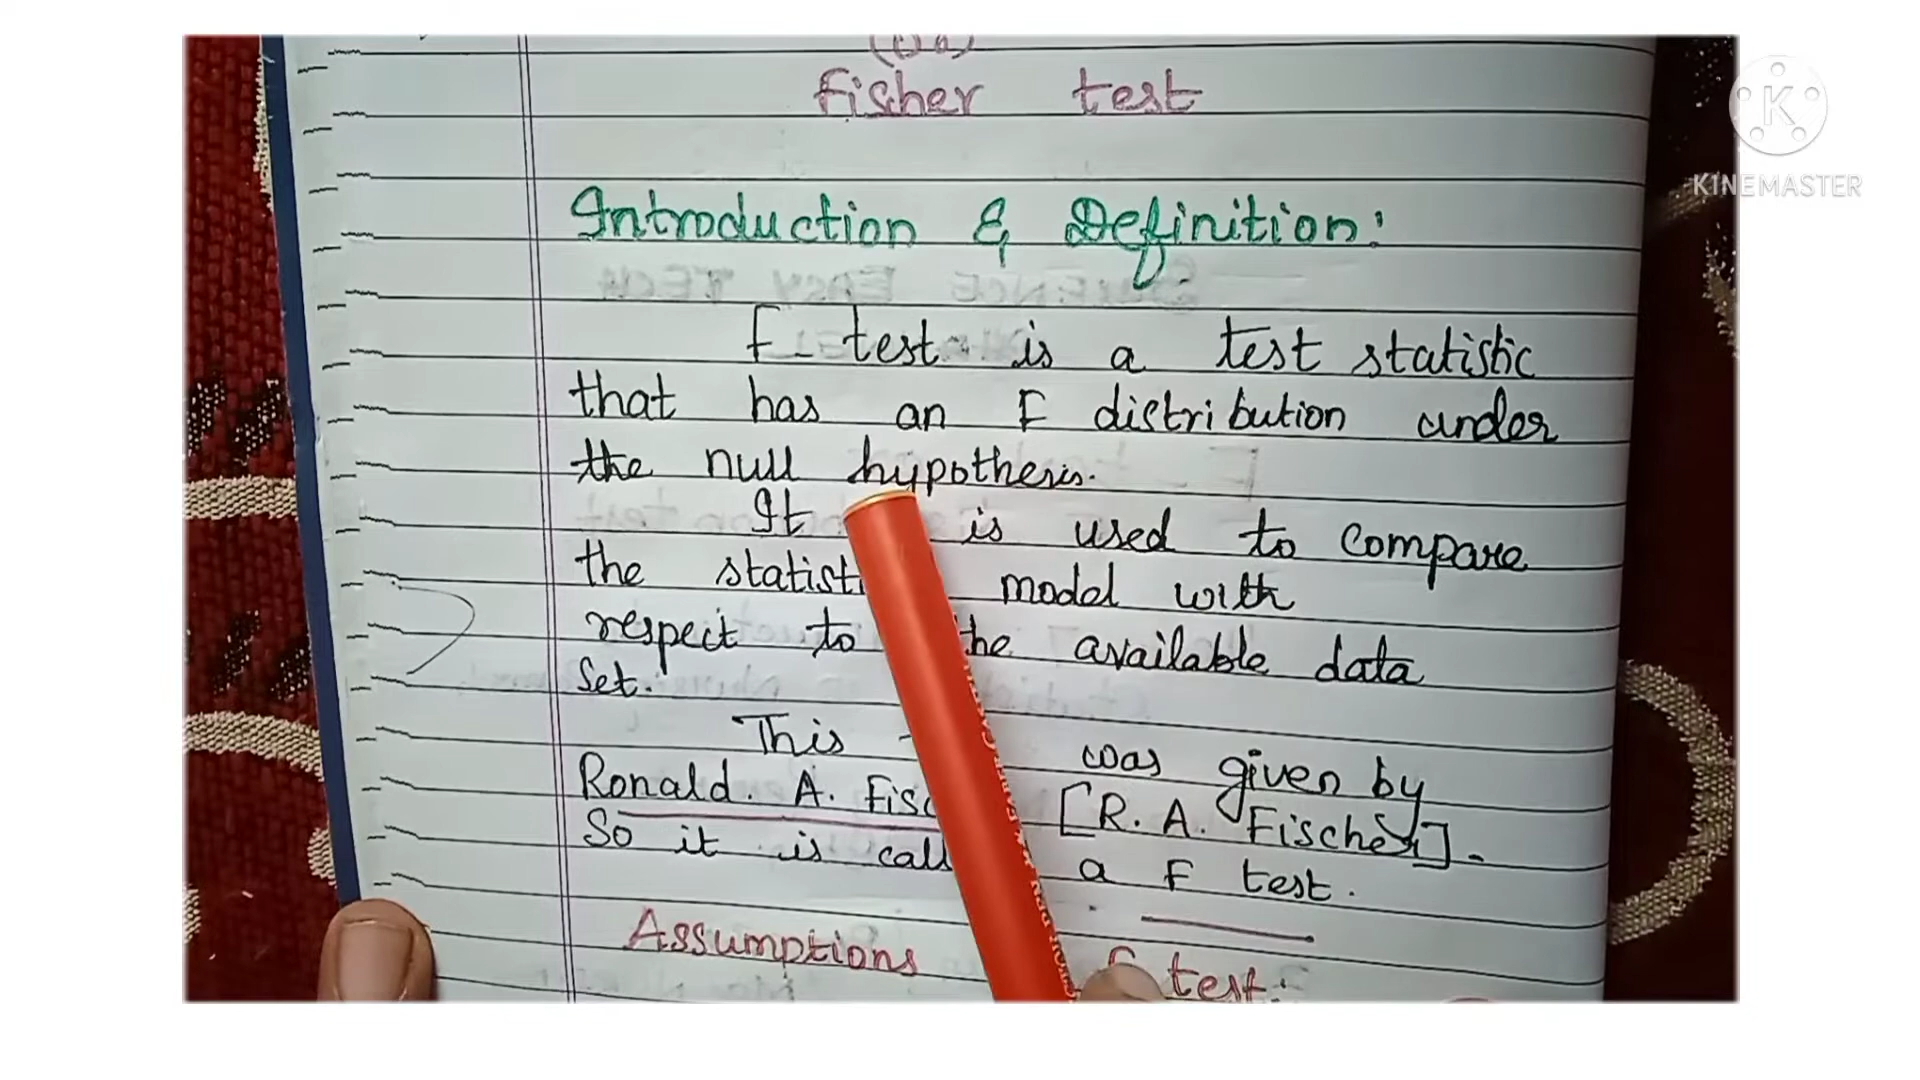 Fischer test
KINEMASTER
Introduction & Definition:
F- test is a test statistic
that has an F distribution under
the null hypothesis.
It is used to compare
the model with
respect to the available data
Set.
This was given by
Ronald. A. [R. A. Fischer].
So it is a F test.
Assumptions test: